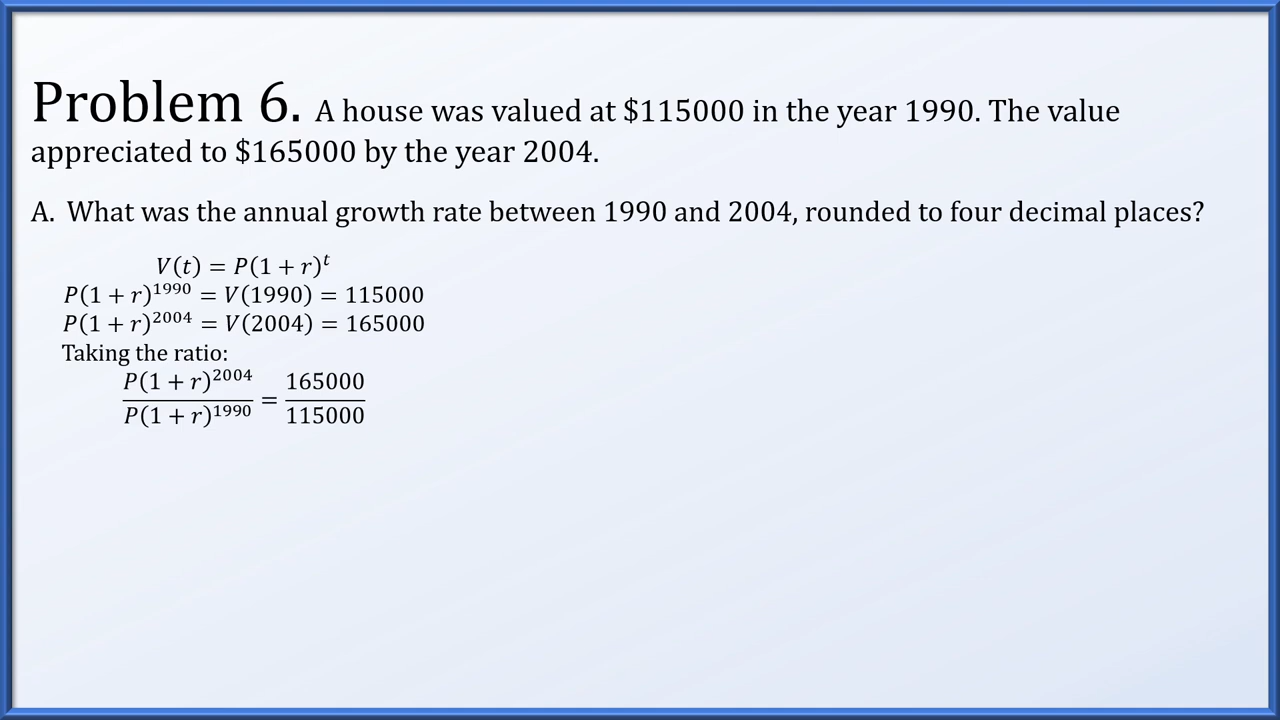 Problem 6. A house was valued at $115000 in the year 1990. The value
appreciated to $165000 by the year 2004.
A. What was the annual growth rate between 1990 and 2004, rounded to four decimal places?
V(t) = P(1 + r)^t
P(1 + r)^1990 = V(1990) = 115000
P(1 + r)^2004 = V(2004) = 165000
Taking the ratio:
P(1 + r)^2004 / P(1 + r)^1990 = 165000 / 115000